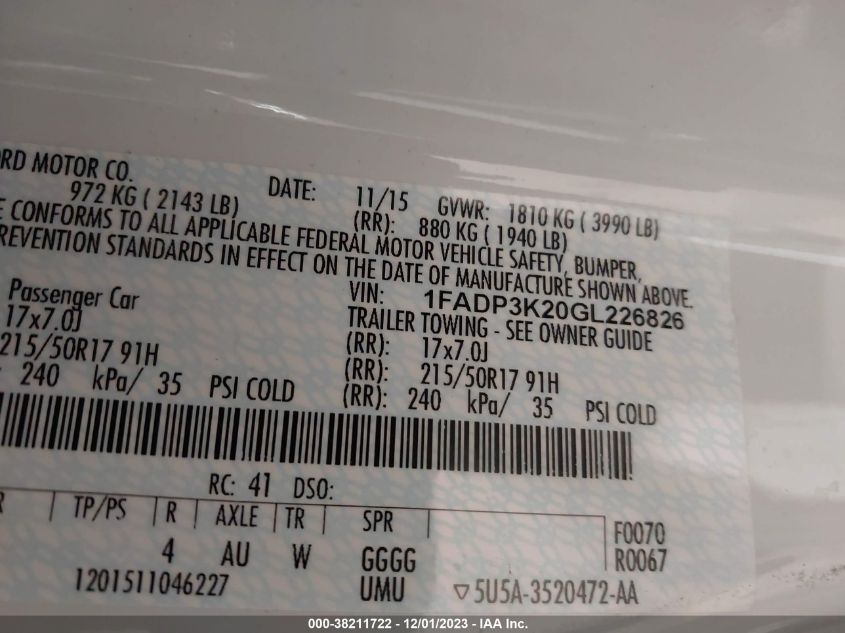 RD MOTOR CO. DATE: 11/15 GVWR: 1810 KG ( 3990 LB)
972 KG ( 2143 LB) (RR): 880 KG ( 1940 LB)
E CONFORMS TO ALL APPLICABLE FEDERAL MOTOR VEHICLE SAFETY, BUMPER,
REVENTION STANDARDS IN EFFECT ON THE DATE OF MANUFACTURE SHOWN ABOVE.
Passenger Car VIN: 1FADP3K20GL226826
TRAILER TOWING - SEE OWNER GUIDE
17x7.0J (RR): 17x7.0J
215/50R17 91H (RR): 215/50R17 91H
240 kPa/ 35 PSI COLD (RR): 240 kPa/ 35 PSI COLD
RC: 41 DSO:
R TP/PS R AXLE TR SPR F0070
4 AU W GGGG R0067
1201511046227 UMU ▽5U5A-3520472-AA
000-38211722 - 12/01/2023 - IAA Inc.